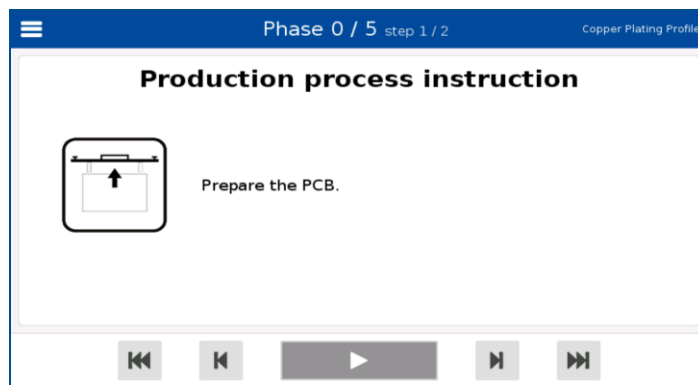 Phase 0 / 5 step 1 / 2
Copper Plating Profile
Production process instruction
Prepare the PCB.